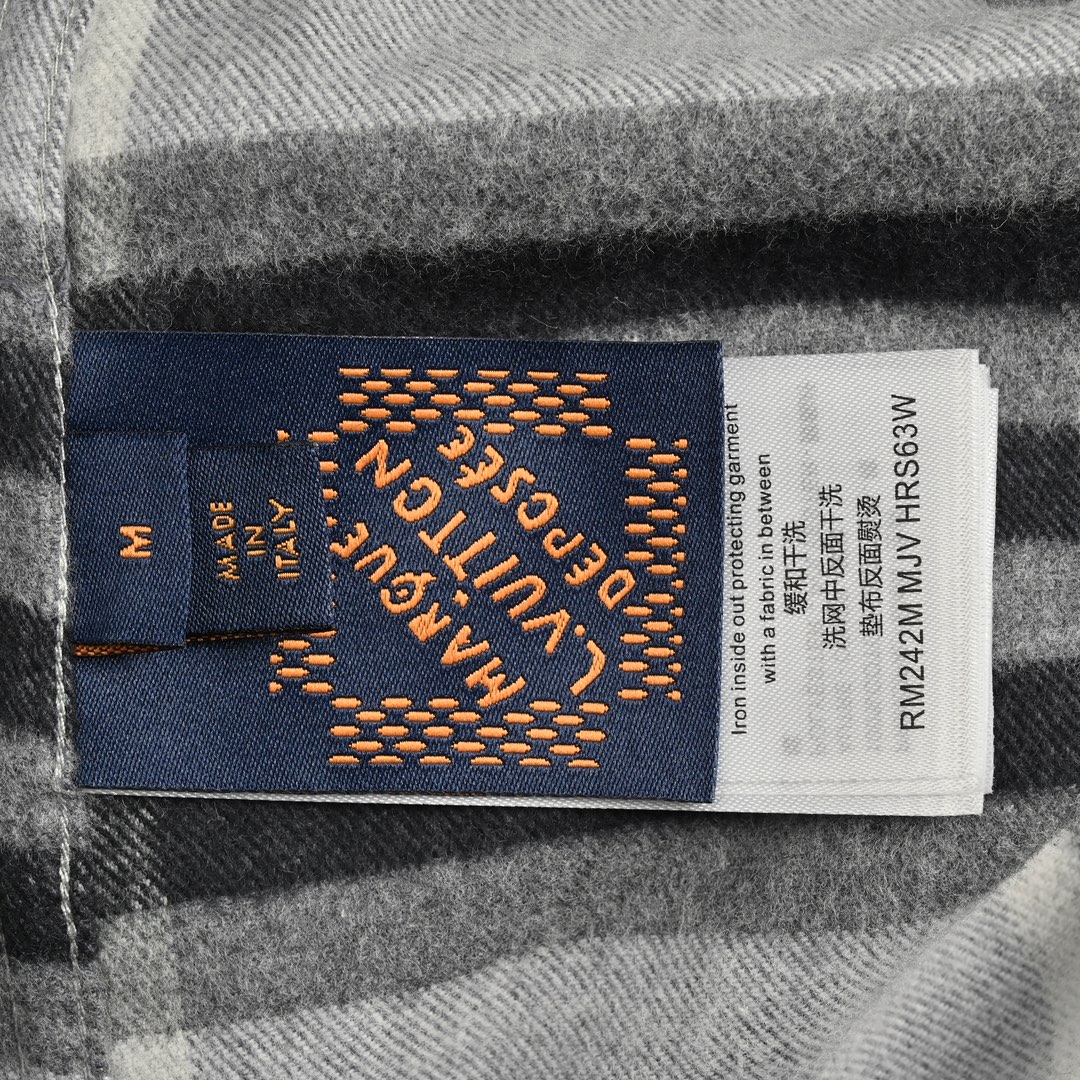 M
MADE
IN
ITALY
MARQUE
L.VUITTON
DEPOSÉE
Iron inside out protecting garment
with a fabric in between
缓和干洗
洗网中反面干洗
垫布反面熨烫
RM242M MJV HRS63W